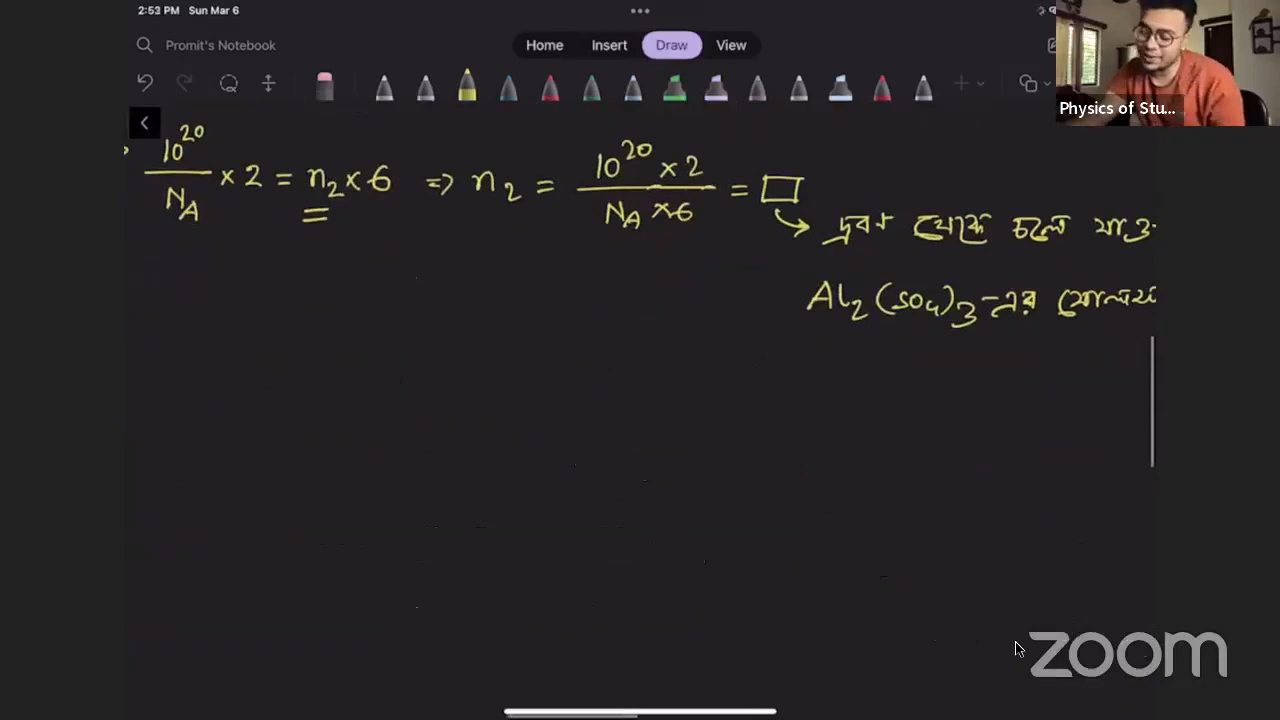 2:53 PM Sun Mar 6
Promit's Notebook
Home Insert Draw View
Physics of Stu...
10^20/N_A × 2 = n₂ × 6 ⇒ n₂ = 10^20 × 2 / N_A × 6 = □
↳ দ্রবণ থেকে চলে যাও
Al₂(SO₄)₃-এর
zoom